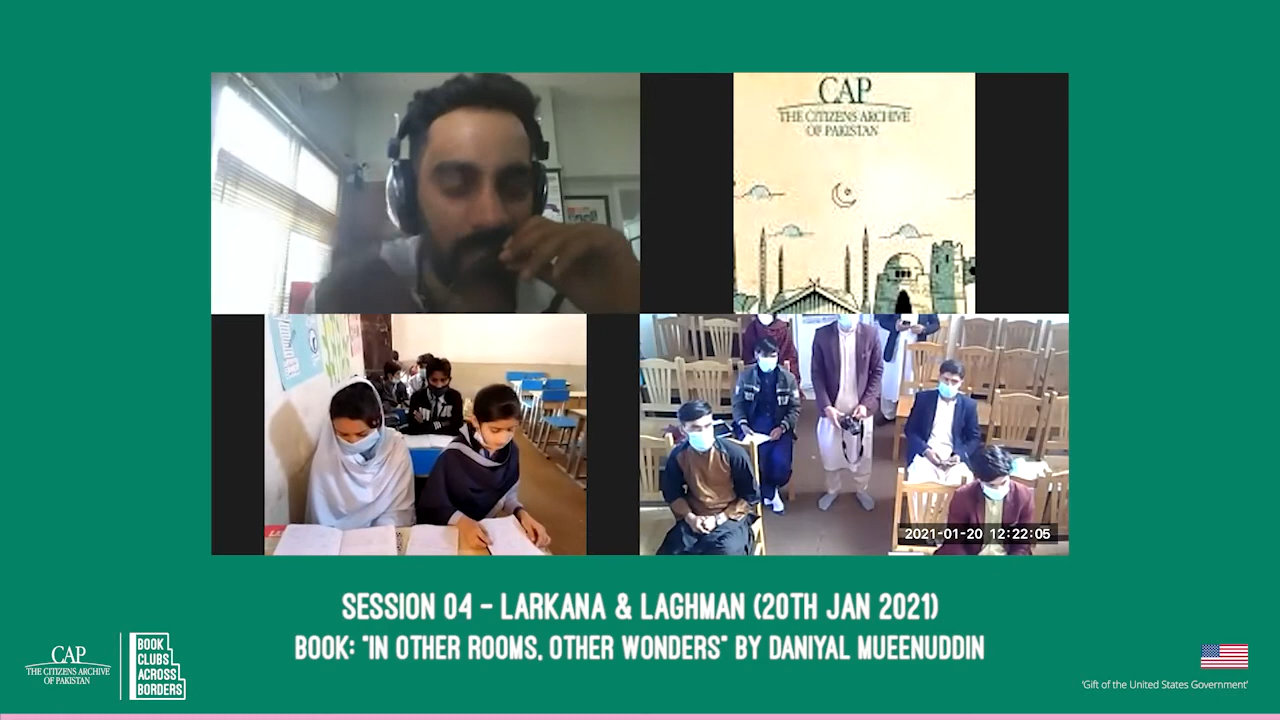 CAP
THE CITIZENS ARCHIVE
OF PAKISTAN
2021-01-20 12:22:05
SESSION 04 - LARKANA & LAGHMAN (20TH JAN 2021)
BOOK: "IN OTHER ROOMS, OTHER WONDERS" BY DANIYAL MUEENUDDIN
CAP
THE CITIZENS ARCHIVE
OF PAKISTAN
BOOK
CLUBS
ACROSS
BORDERS
'Gift of the United States Government'